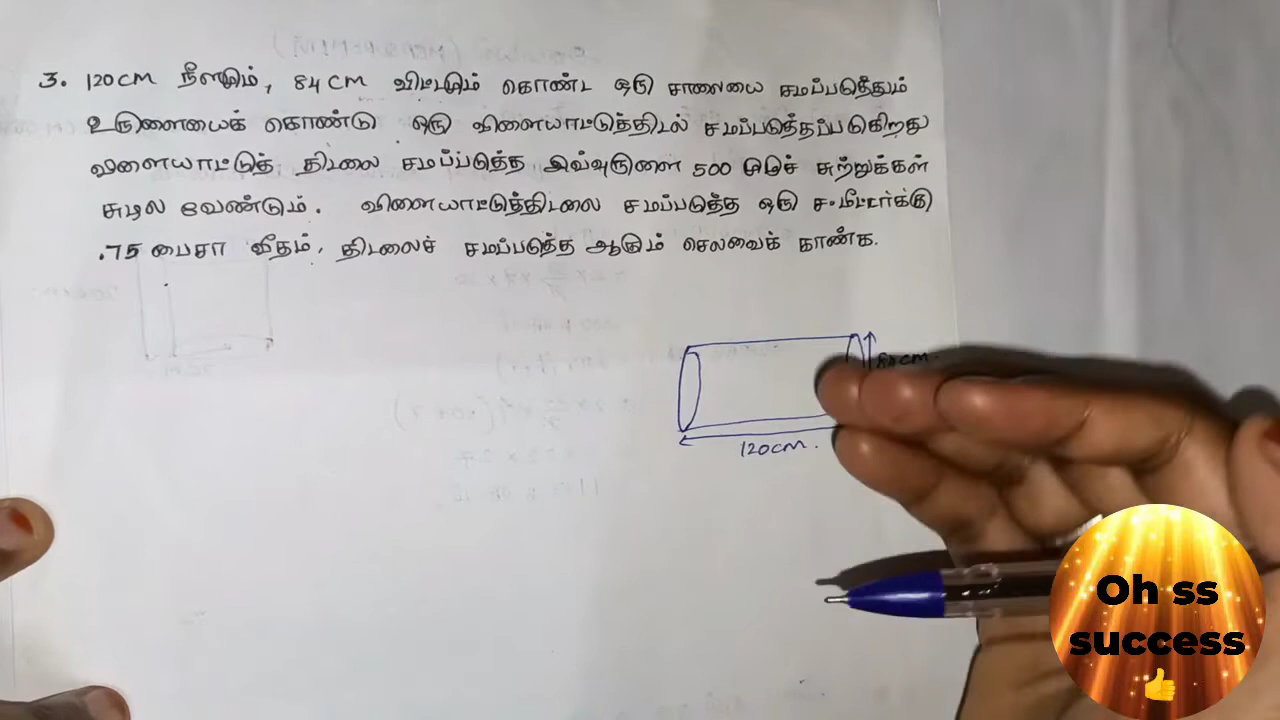 3. 120cm நீளமும், 84 cm விட்டமும் கொண்ட ஒரு சாலையை சமப்படுத்தும்
உருளையைக் கொண்டு ஒரு விளையாட்டுத்திடல் சமப்படுத்தப்படுகிறது
விளையாட்டுத் திடலை சமப்படுத்த இவ்வுருளை 500 முழுச் சுற்றுக்கள்
சுழல வேண்டும். விளையாட்டுத்திடலை சமப்படுத்த ஒரு ச.மீட்டர்க்கு
.75 பைசா வீதம், திடலைச் சமப்படுத்த ஆகும் செலவைக் காண்க.
84cm.
120cm.
Oh ss
success